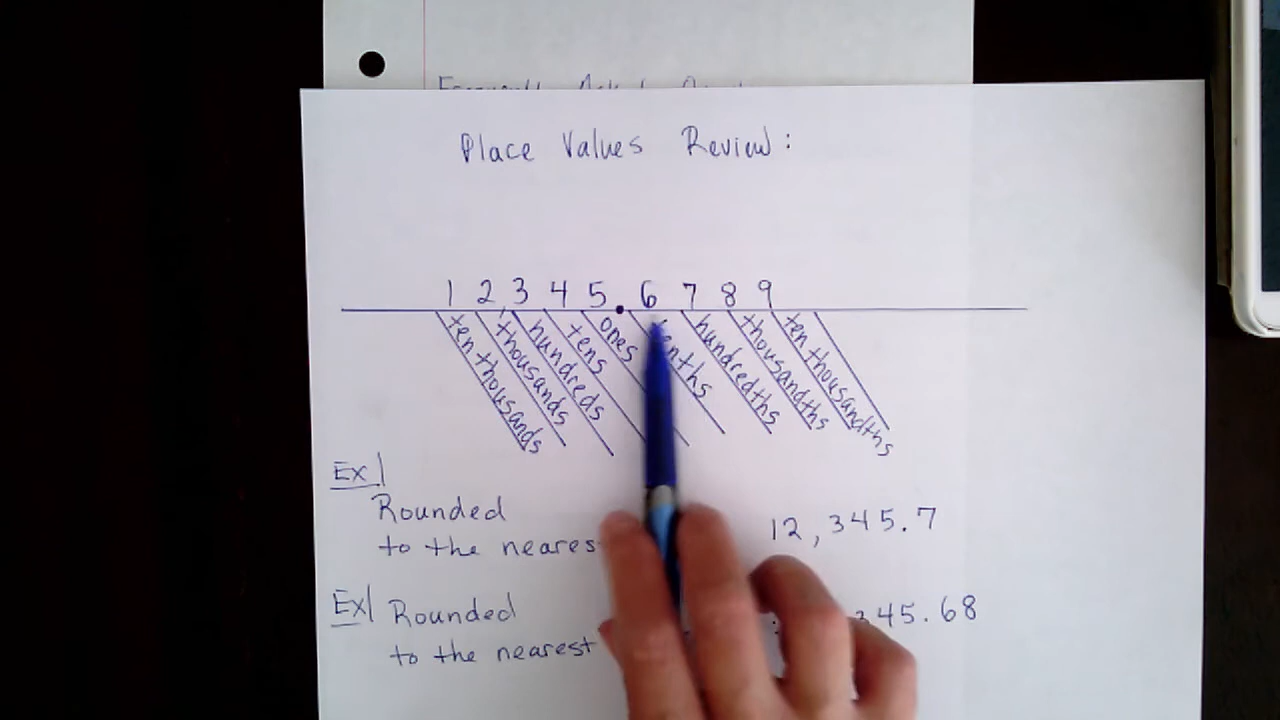 Place Values Review:
1 2,3 4 5.6 7 8 9
ten thousands
thousands
hundreds
tens
ones
hundredths
thousandths
ten thousandths
Ex
Rounded
to the 12,345.7
Ex Rounded
to the nearest 45.68